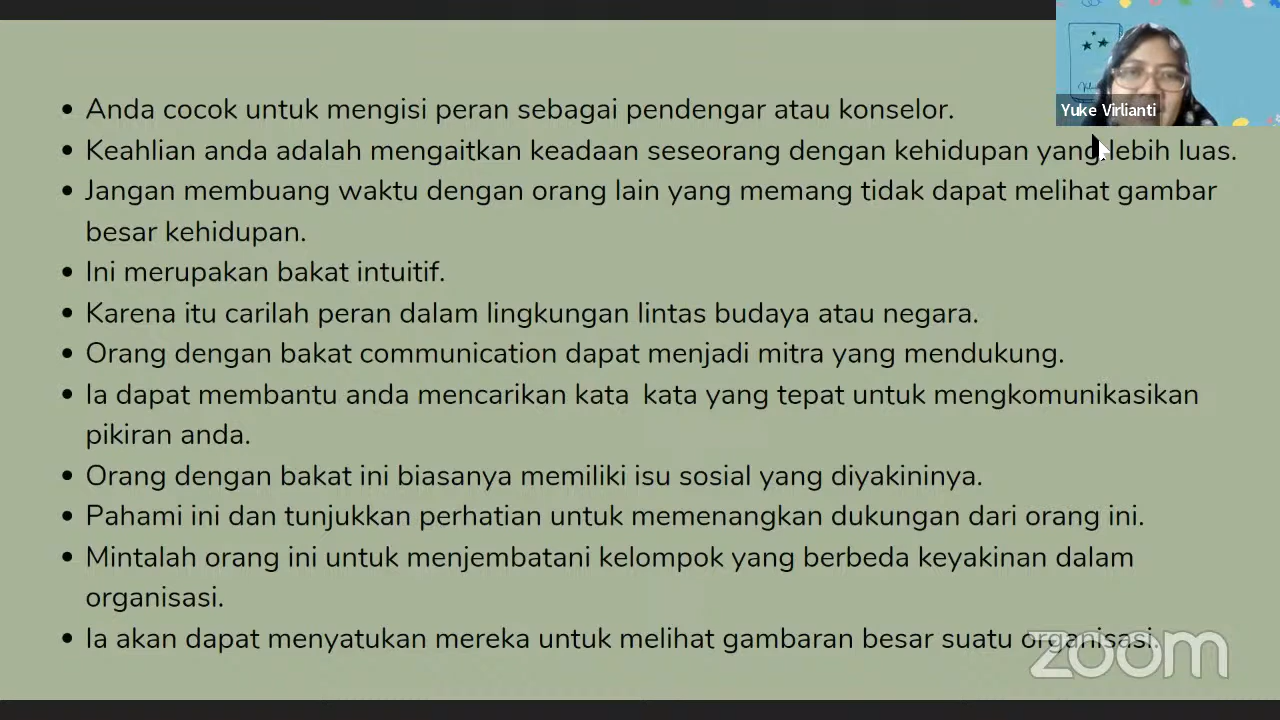 Yuke Virlianti
• Anda cocok untuk mengisi peran sebagai pendengar atau konselor.
• Keahlian anda adalah mengaitkan keadaan seseorang dengan kehidupan yang lebih luas.
• Jangan membuang waktu dengan orang lain yang memang tidak dapat melihat gambar
besar kehidupan.
• Ini merupakan bakat intuitif.
• Karena itu carilah peran dalam lingkungan lintas budaya atau negara.
• Orang dengan bakat communication dapat menjadi mitra yang mendukung.
• Ia dapat membantu anda mencarikan kata kata yang tepat untuk mengkomunikasikan
pikiran anda.
• Orang dengan bakat ini biasanya memiliki isu sosial yang diyakininya.
• Pahami ini dan tunjukkan perhatian untuk memenangkan dukungan dari orang ini.
• Mintalah orang ini untuk menjembatani kelompok yang berbeda keyakinan dalam
organisasi.
• Ia akan dapat menyatukan mereka untuk melihat gambaran besar suatu organisasi.
zoom